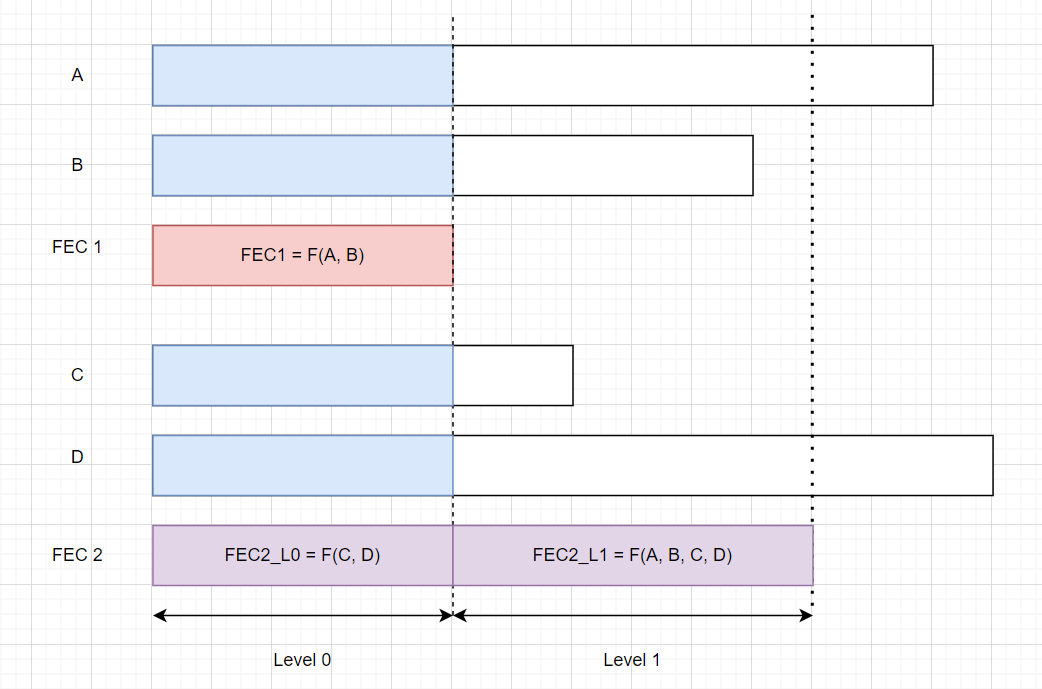 A
B
FEC 1
FEC1 = F(A, B)
C
D
FEC 2
FEC2_L0 = F(C, D)
FEC2_L1 = F(A, B, C, D)
Level 0
Level 1